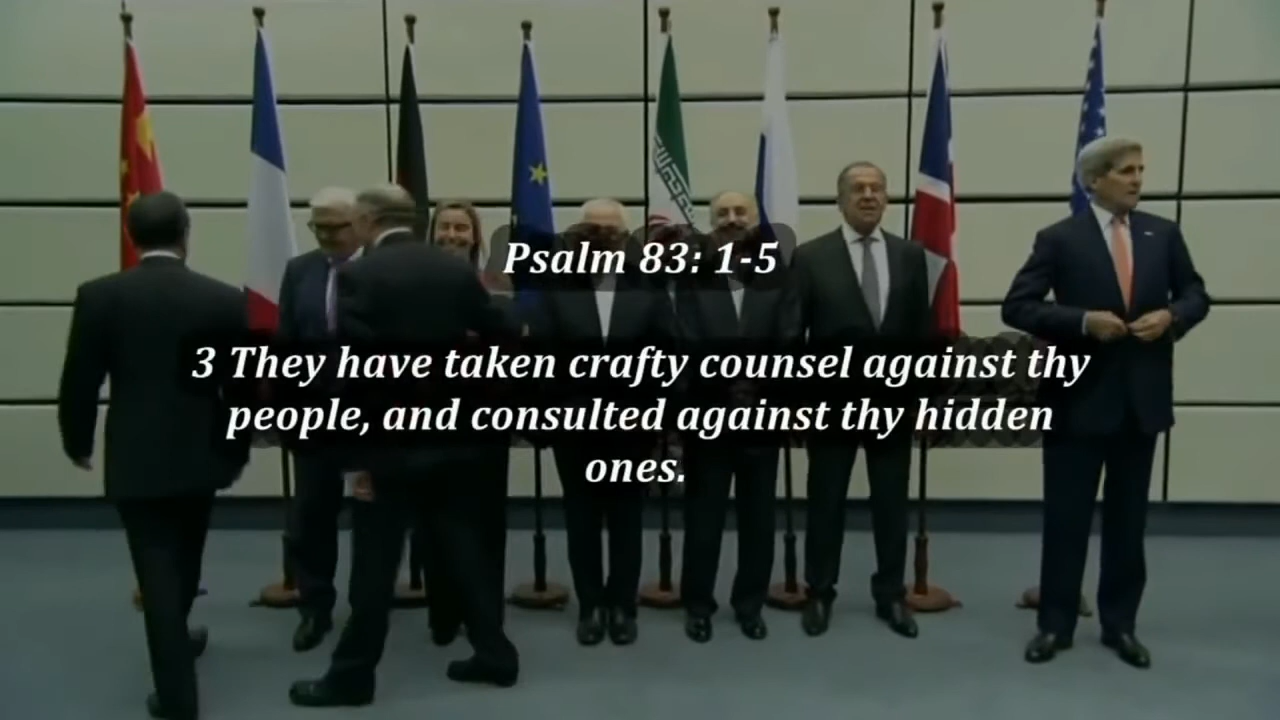 Psalm 83: 1-5
3 They have taken crafty counsel against thy
people, and consulted against thy hidden
ones.